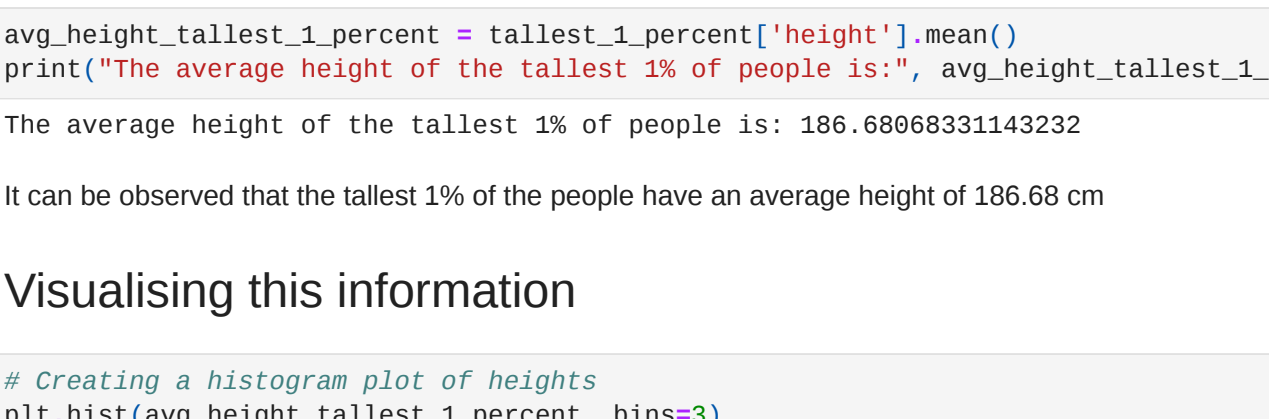 avg_height_tallest_1_percent = tallest_1_percent['height'].mean()
print("The average height of the tallest 1% of people is:", avg_height_tallest_1_
The average height of the tallest 1% of people is: 186.68068331143232
It can be observed that the tallest 1% of the people have an average height of 186.68 cm
Visualising this information
# Creating a histogram plot of heights
plt.hist(avg_height_tallest_1_percent, bins=3)